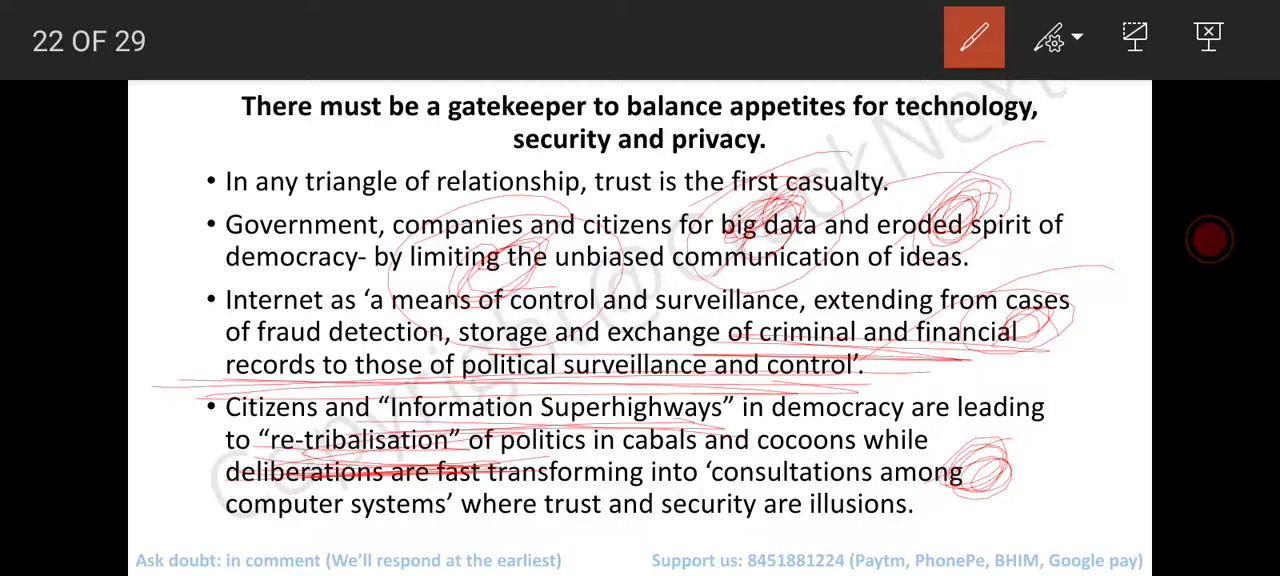 22 OF 29
There must be a gatekeeper to balance appetites for technology,
security and privacy.
• In any triangle of relationship, trust is the first casualty.
• Government, companies and citizens for big data and eroded spirit of
democracy- by limiting the unbiased communication of ideas.
• Internet as ‘a means of control and surveillance, extending from cases
of fraud detection, storage and exchange of criminal and financial
records to those of political surveillance and control’.
• Citizens and “Information Superhighways” in democracy are leading
to “re-tribalisation” of politics in cabals and cocoons while
deliberations are fast transforming into ‘consultations among
computer systems’ where trust and security are illusions.
Copyright@CrackNext
Ask doubt: in comment (We’ll respond at the earliest)
Support us: 8451881224 (Paytm, PhonePe, BHIM, Google pay)